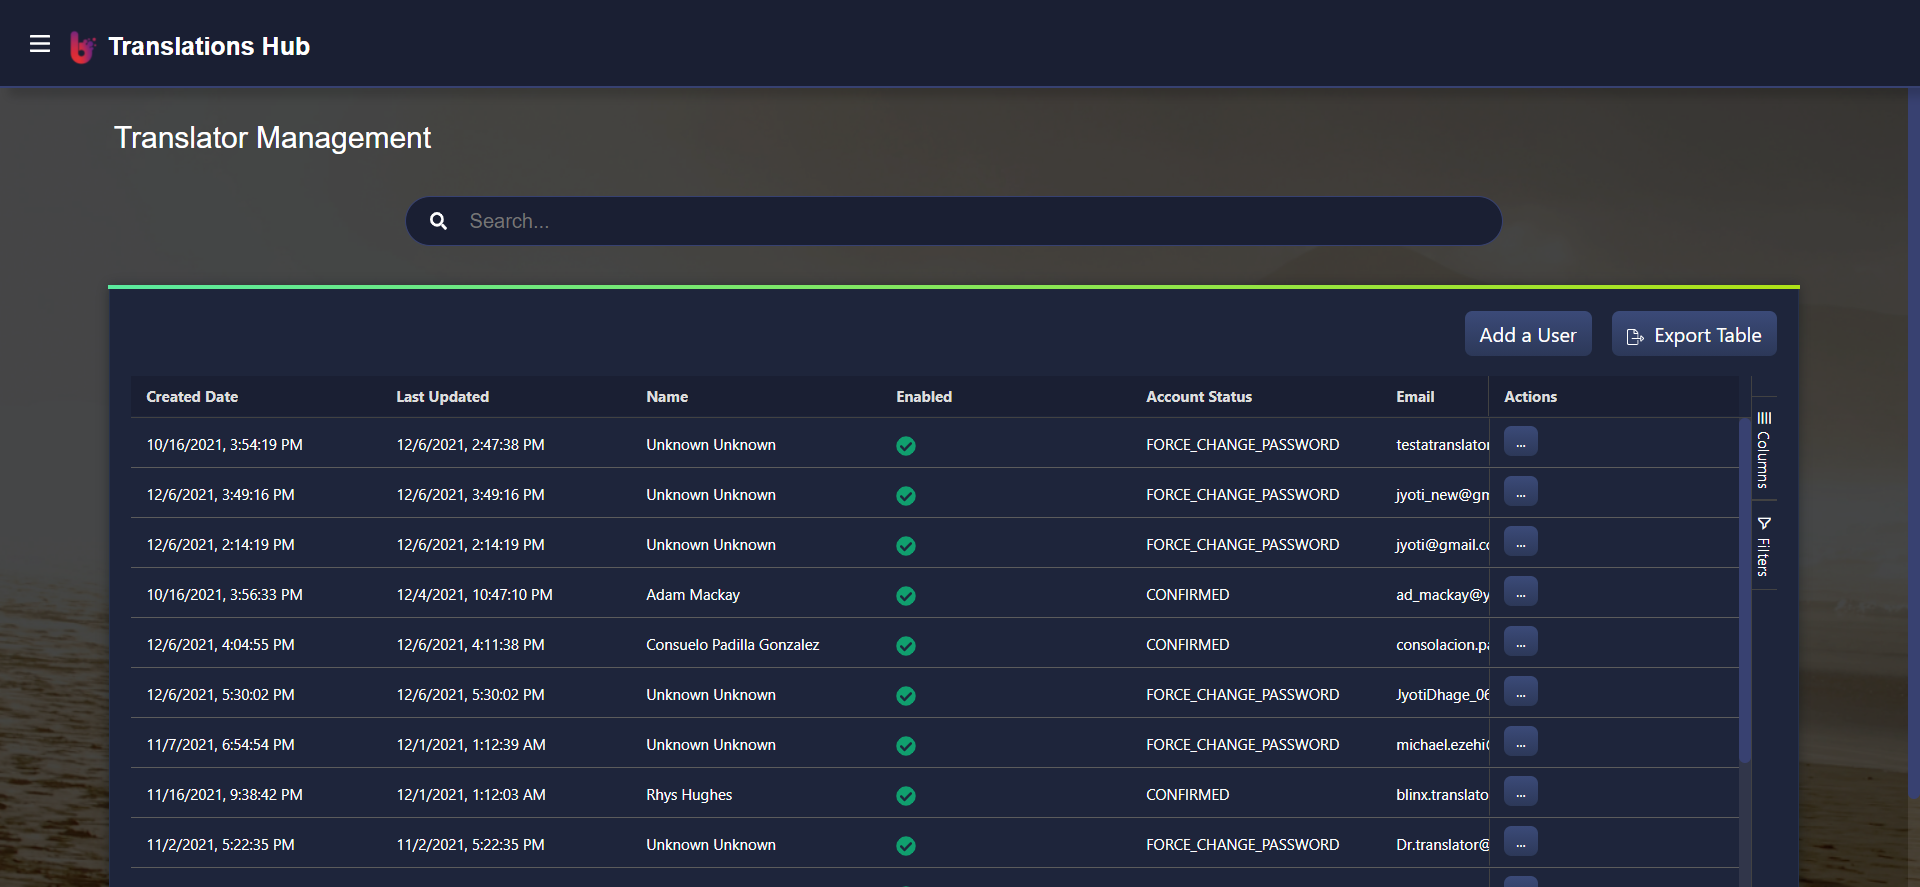 Translations Hub
Translator Management
Search...
Add a User Export Table
Created Date Last Updated Name Enabled Account Status Email Actions
10/16/2021, 3:54:19 PM 12/6/2021, 2:47:38 PM Unknown Unknown FORCE_CHANGE_PASSWORD testatranslator ...
12/6/2021, 3:49:16 PM 12/6/2021, 3:49:16 PM Unknown Unknown FORCE_CHANGE_PASSWORD jyoti_new@gm ...
12/6/2021, 2:14:19 PM 12/6/2021, 2:14:19 PM Unknown Unknown FORCE_CHANGE_PASSWORD jyoti@gmail.co ...
10/16/2021, 3:56:33 PM 12/4/2021, 10:47:10 PM Adam Mackay CONFIRMED ad_mackay@y ...
12/6/2021, 4:04:55 PM 12/6/2021, 4:11:38 PM Consuelo Padilla Gonzalez CONFIRMED consolacion.pa ...
12/6/2021, 5:30:02 PM 12/6/2021, 5:30:02 PM Unknown Unknown FORCE_CHANGE_PASSWORD JyotiDhage_06 ...
11/7/2021, 6:54:54 PM 12/1/2021, 1:12:39 AM Unknown Unknown FORCE_CHANGE_PASSWORD michael.ezehi@ ...
11/16/2021, 9:38:42 PM 12/1/2021, 1:12:03 AM Rhys Hughes CONFIRMED blinx.translato ...
11/2/2021, 5:22:35 PM 11/2/2021, 5:22:35 PM Unknown Unknown FORCE_CHANGE_PASSWORD Dr.translator@ ...
Columns
Filters